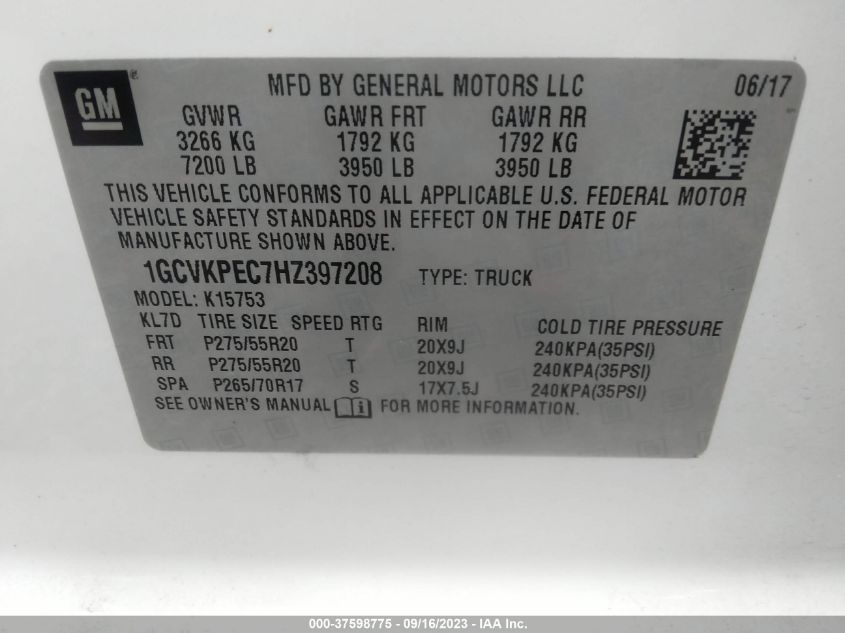 GM
MFD BY GENERAL MOTORS LLC 06/17
GVWR GAWR FRT GAWR RR
3266 KG 1792 KG 1792 KG
7200 LB 3950 LB 3950 LB
THIS VEHICLE CONFORMS TO ALL APPLICABLE U.S. FEDERAL MOTOR
VEHICLE SAFETY STANDARDS IN EFFECT ON THE DATE OF
MANUFACTURE SHOWN ABOVE.
1GCVKPEC7HZ397208 TYPE: TRUCK
MODEL: K15753
KL7D TIRE SIZE SPEED RTG RIM COLD TIRE PRESSURE
FRT P275/55R20 T 20X9J 240KPA(35PSI)
RR P275/55R20 T 20X9J 240KPA(35PSI)
SPA P265/70R17 S 17X7.5J 240KPA(35PSI)
SEE OWNER'S MANUAL FOR MORE INFORMATION.
000-37598775 - 09/16/2023 - IAA Inc.